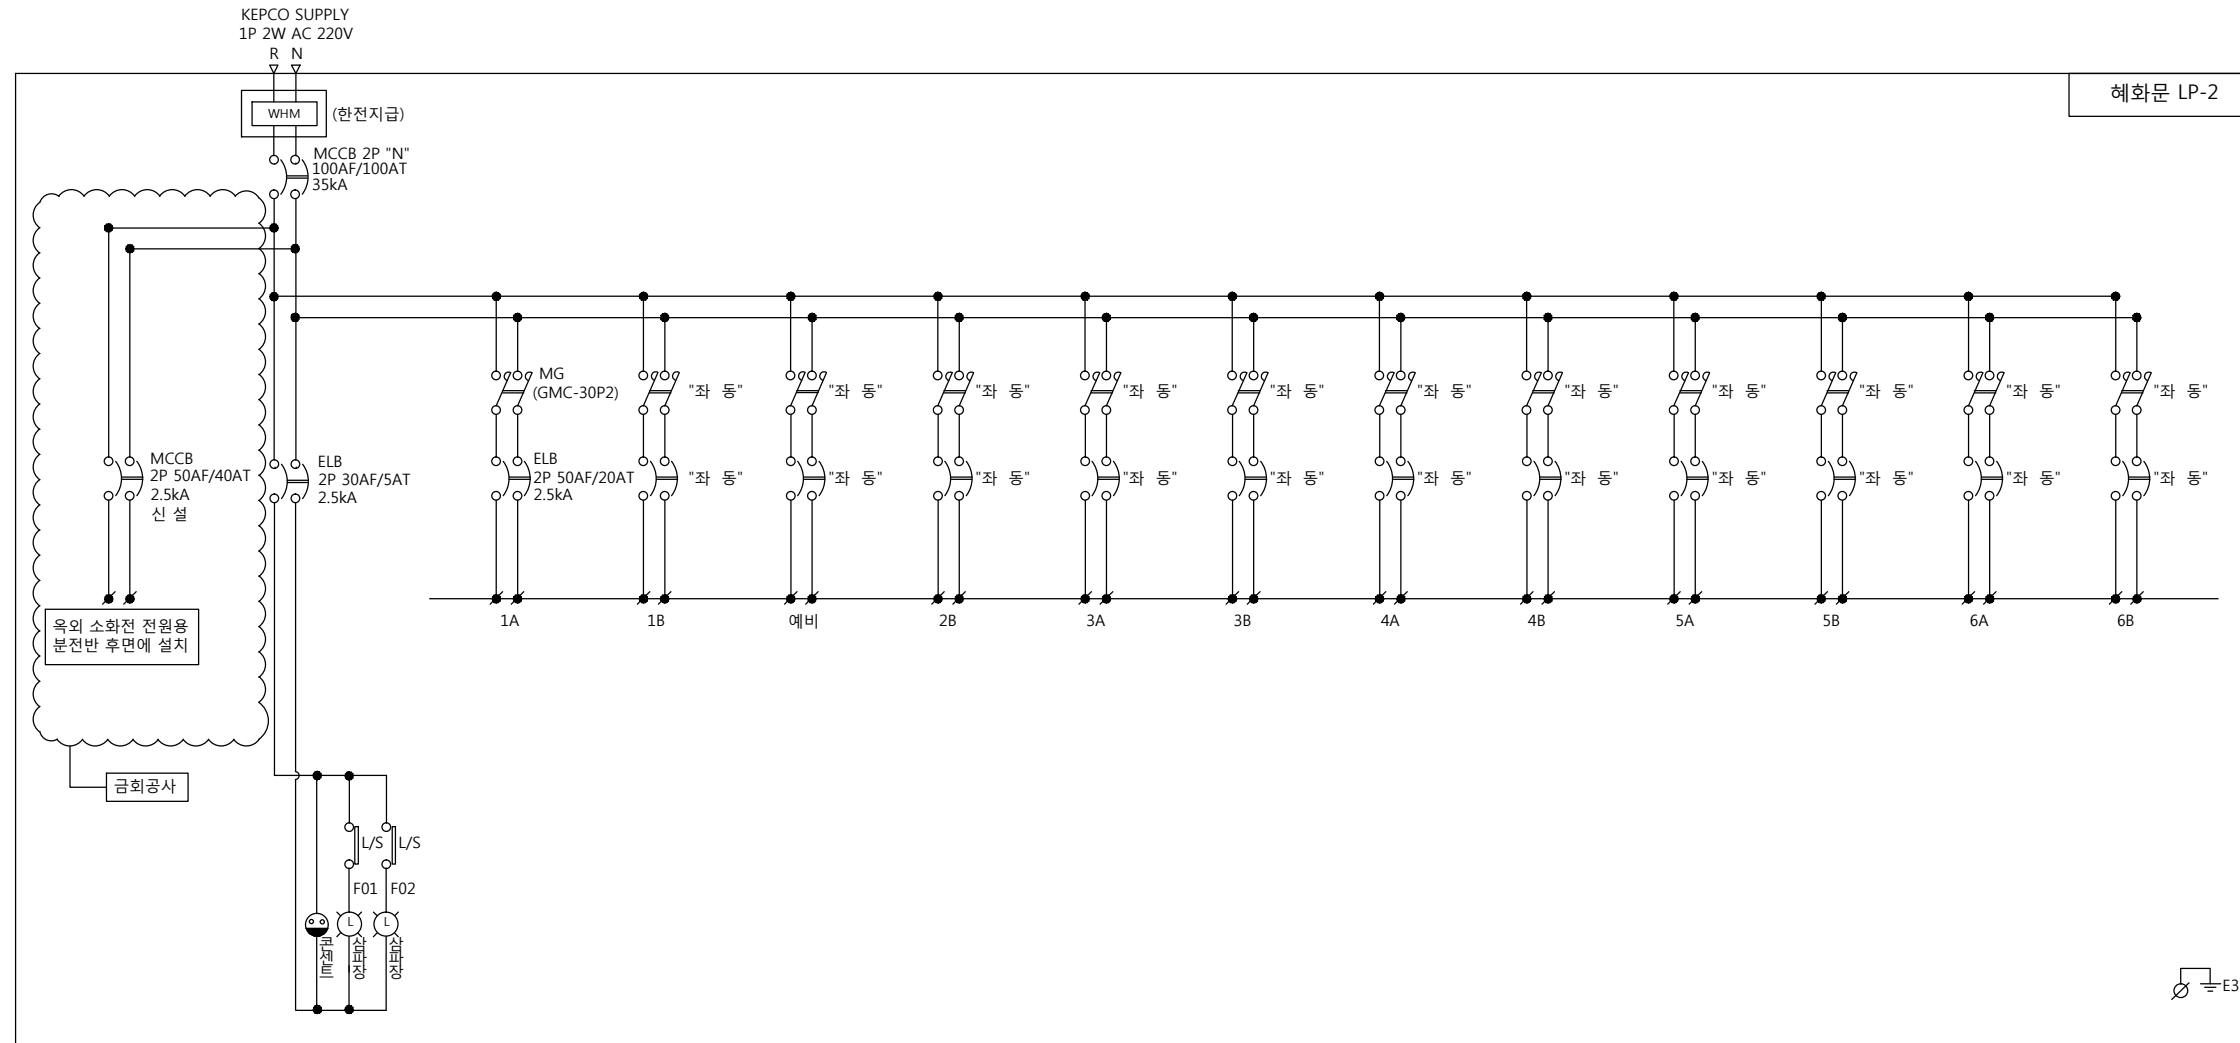 KEPCO SUPPLY
1P 2W AC 220V
R N
혜화문 LP-2
WHM
(한전지급)
MCCB 2P "N"
100AF/100AT
35kA
MG
(GMC-30P2)
"좌 동"
"좌 동"
"좌 동"
"좌 동"
"좌 동"
"좌 동"
"좌 동"
"좌 동"
"좌 동"
"좌 동"
"좌 동"
MCCB
2P 50AF/40AT
2.5kA
신 설
ELB
2P 30AF/5AT
2.5kA
ELB
2P 50AF/20AT
2.5kA
"좌 동"
"좌 동"
"좌 동"
"좌 동"
"좌 동"
"좌 동"
"좌 동"
"좌 동"
"좌 동"
"좌 동"
"좌 동"
옥외 소화전 전원용
분전반 후면에 설치
1A
1B
예비
2B
3A
3B
4A
4B
5A
5B
6A
6B
금회공사
L/S
L/S
F01
F02
L
L
콘센트
삼파장
삼파장
E3